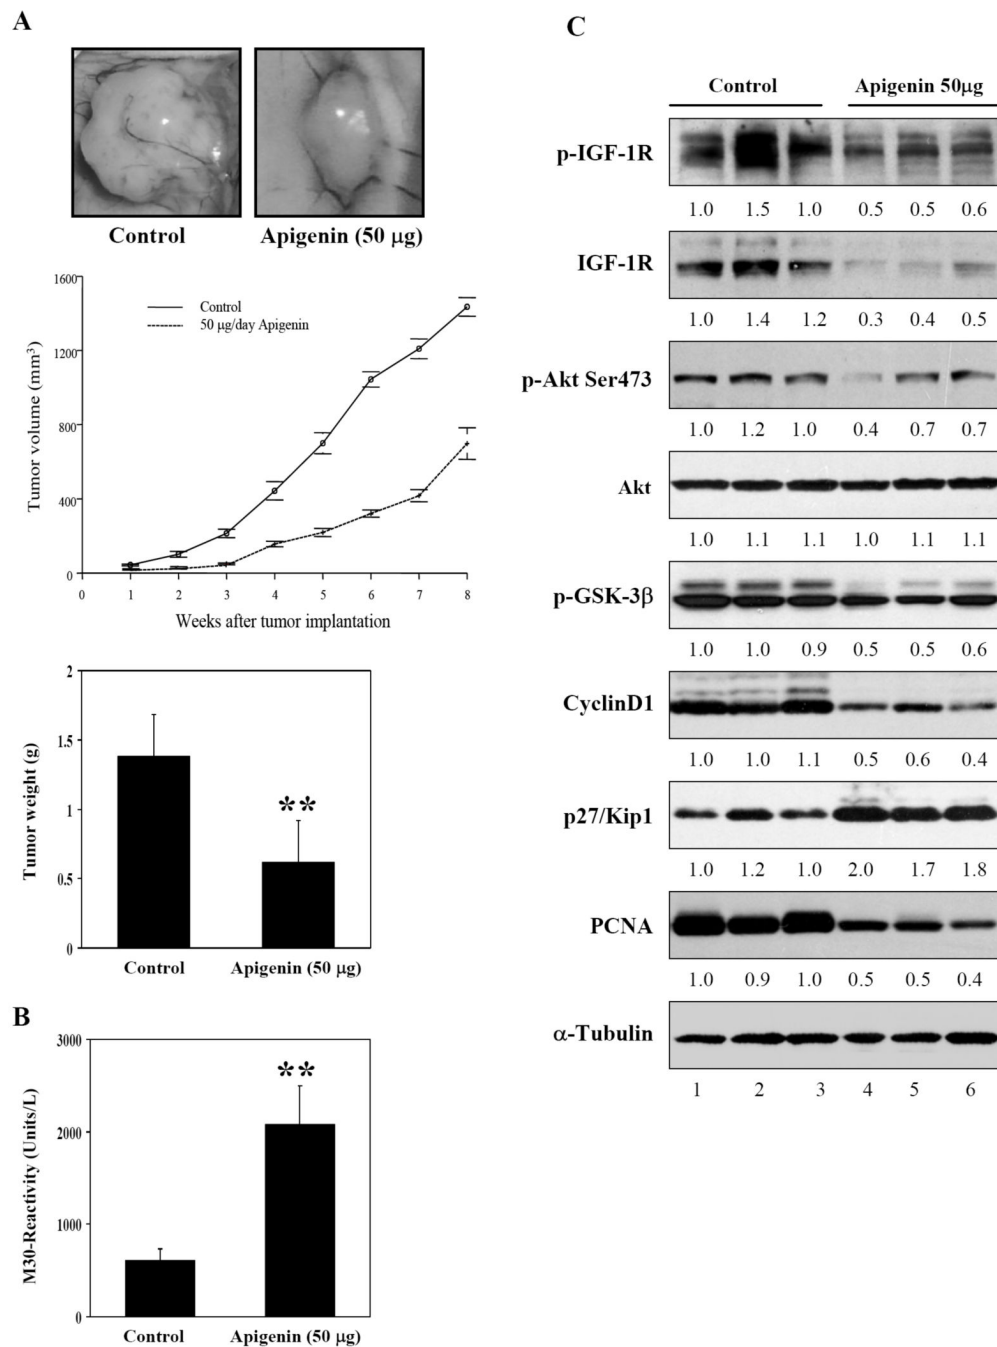 A
Control
Apigenin (50 μg)
1600
1200
800
400
0
Control
50 μg/day Apigenin
Tumor volume (mm³)
0 1 2 3 4 5 6 7 8
Weeks after tumor implantation
2
1.5
1
0.5
0
Tumor weight (g)
**
Control
Apigenin (50 μg)
B
3000
2000
1000
0
M30-Reactivity (Units/L)
**
Control
Apigenin (50 μg)
C
Control
Apigenin 50μg
p-IGF-1R
1.0 1.5 1.0 0.5 0.5 0.6
IGF-1R
1.0 1.4 1.2 0.3 0.4 0.5
p-Akt Ser473
1.0 1.2 1.0 0.4 0.7 0.7
Akt
1.0 1.1 1.1 1.0 1.1 1.1
p-GSK-3β
1.0 1.0 0.9 0.5 0.5 0.6
CyclinD1
1.0 1.0 1.1 0.5 0.6 0.4
p27/Kip1
1.0 1.2 1.0 2.0 1.7 1.8
PCNA
1.0 0.9 1.0 0.5 0.5 0.4
α-Tubulin
1 2 3 4 5 6